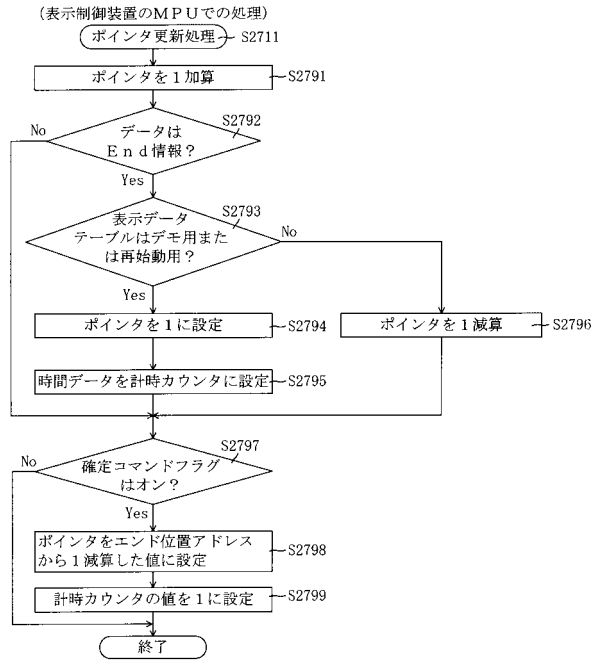 (表示制御装置のＭＰＵでの処理)
ポインタ更新処理
S2711
ポインタを１加算
S2791
S2792
データは
Ｅｎｄ情報？
No
Yes
S2793
表示データ
テーブルはデモ用また
は再始動用？
No
Yes
ポインタを１に設定
S2794
ポインタを１減算
S2796
時間データを計時カウンタに設定
S2795
S2797
確定コマンドフラグ
はオン？
No
Yes
ポインタをエンド位置アドレス
から１減算した値に設定
S2798
計時カウンタの値を１に設定
S2799
終了